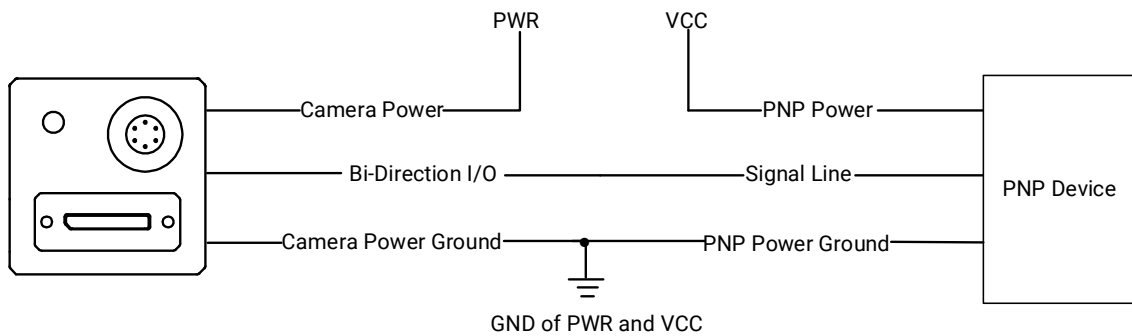 PWR
VCC
Camera Power
PNP Power
Bi-Direction I/O
Signal Line
PNP Device
Camera Power Ground
PNP Power Ground
GND of PWR and VCC